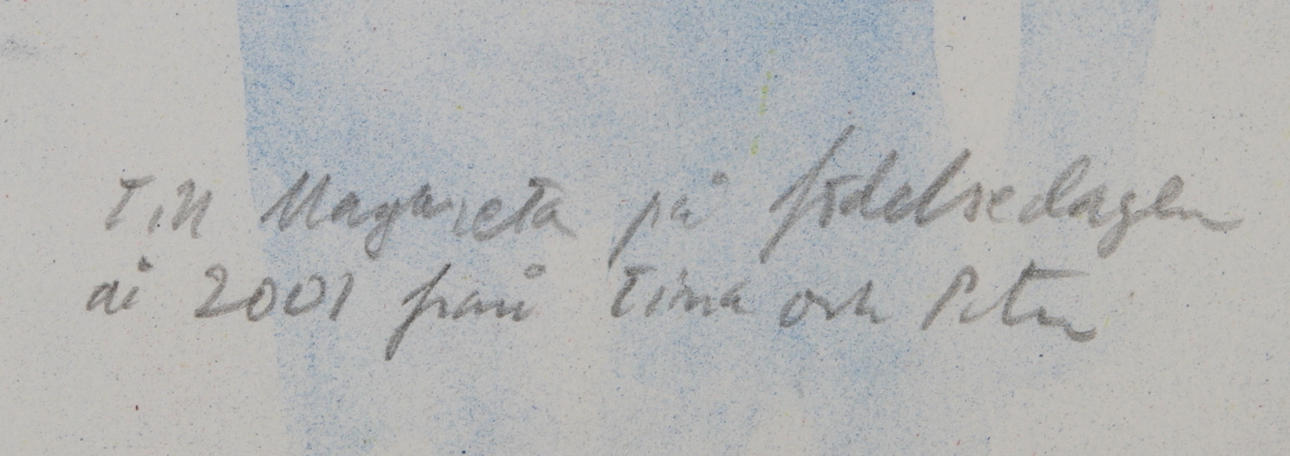 Till Margareta på födelsedagen
år 2001 från Tina och Peter